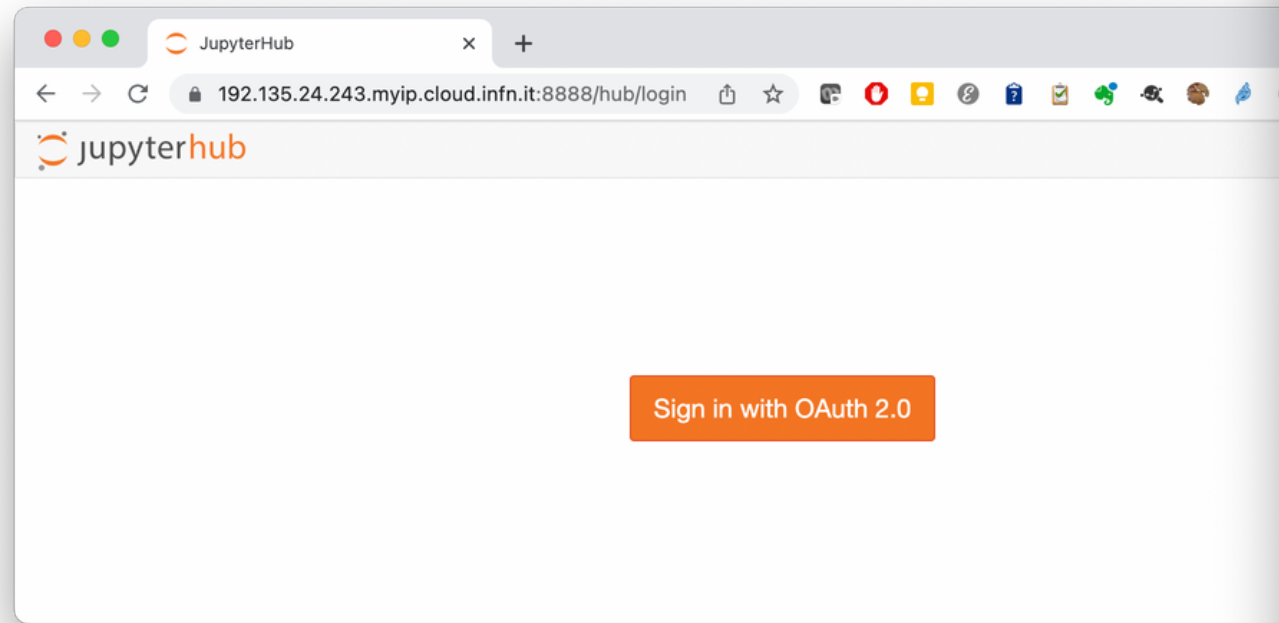 JupyterHub
192.135.24.243.myip.cloud.infn.it:8888/hub/login
jupyterhub
Sign in with OAuth 2.0